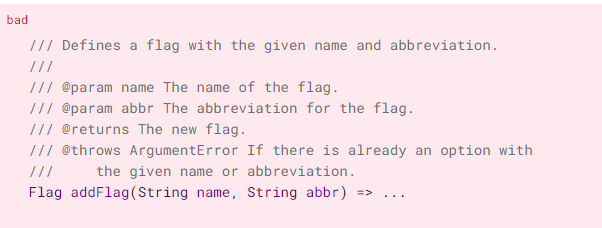 bad
/// Defines a flag with the given name and abbreviation.
///
/// @param name The name of the flag.
/// @param abbr The abbreviation for the flag.
/// @returns The new flag.
/// @throws ArgumentError If there is already an option with
///     the given name or abbreviation.
Flag addFlag(String name, String abbr) => ...